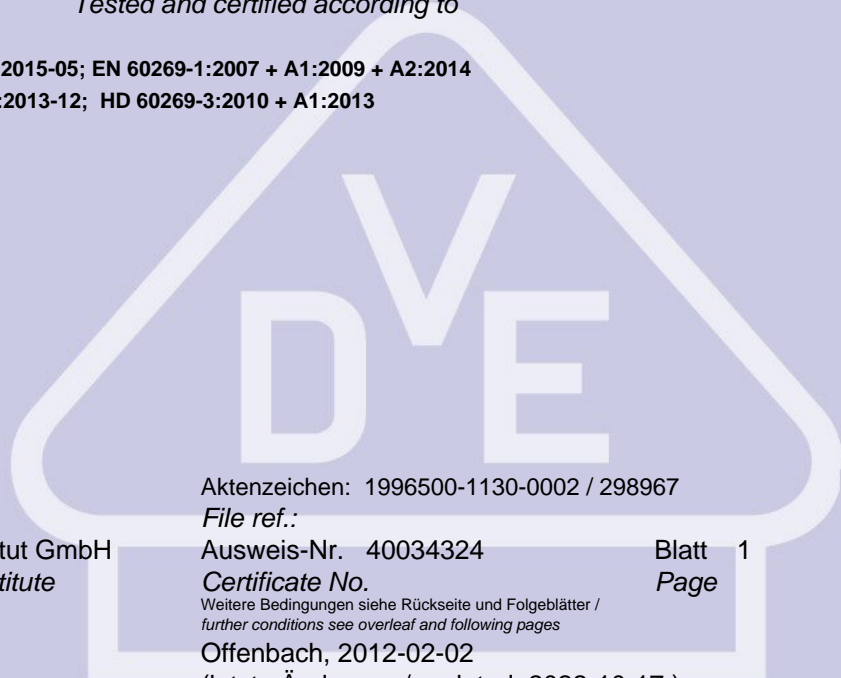 Tested and certified according to
2015-05; EN 60269-1:2007 + A1:2009 + A2:2014
:2013-12; HD 60269-3:2010 + A1:2013
D V E
Aktenzeichen: 1996500-1130-0002 / 298967
File ref.:
tut GmbH Ausweis-Nr. 40034324 Blatt 1
titute Certificate No. Page
Weitere Bedingungen siehe Rückseite und Folgeblätter /
further conditions see overleaf and following pages
Offenbach, 2012-02-02